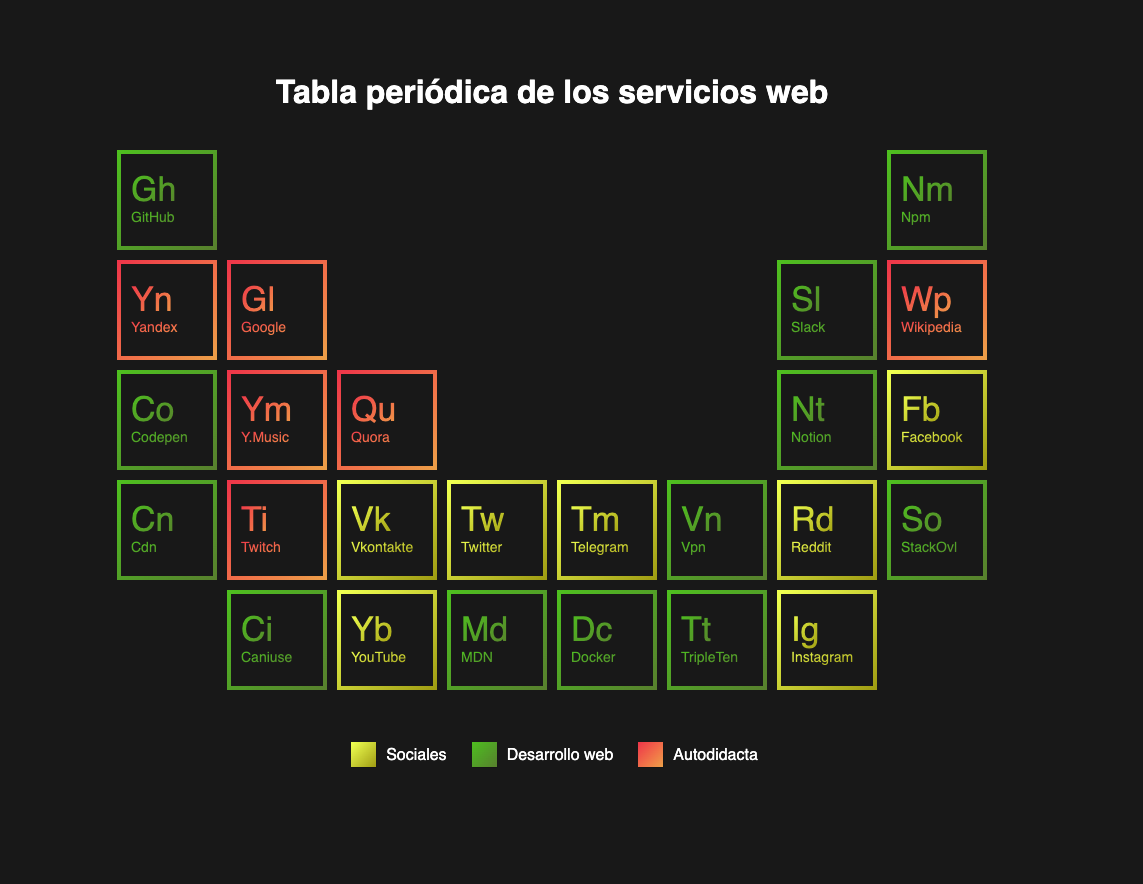 Tabla periódica de los servicios web
Gh
GitHub
Nm
Npm
Yn
Yandex
Gl
Google
Sl
Slack
Wp
Wikipedia
Co
Codepen
Ym
Y.Music
Qu
Quora
Nt
Notion
Fb
Facebook
Cn
Cdn
Ti
Twitch
Vk
Vkontakte
Tw
Twitter
Tm
Telegram
Vn
Vpn
Rd
Reddit
So
StackOvl
Ci
Caniuse
Yb
YouTube
Md
MDN
Dc
Docker
Tt
TripleTen
Ig
Instagram
Sociales
Desarrollo web
Autodidacta